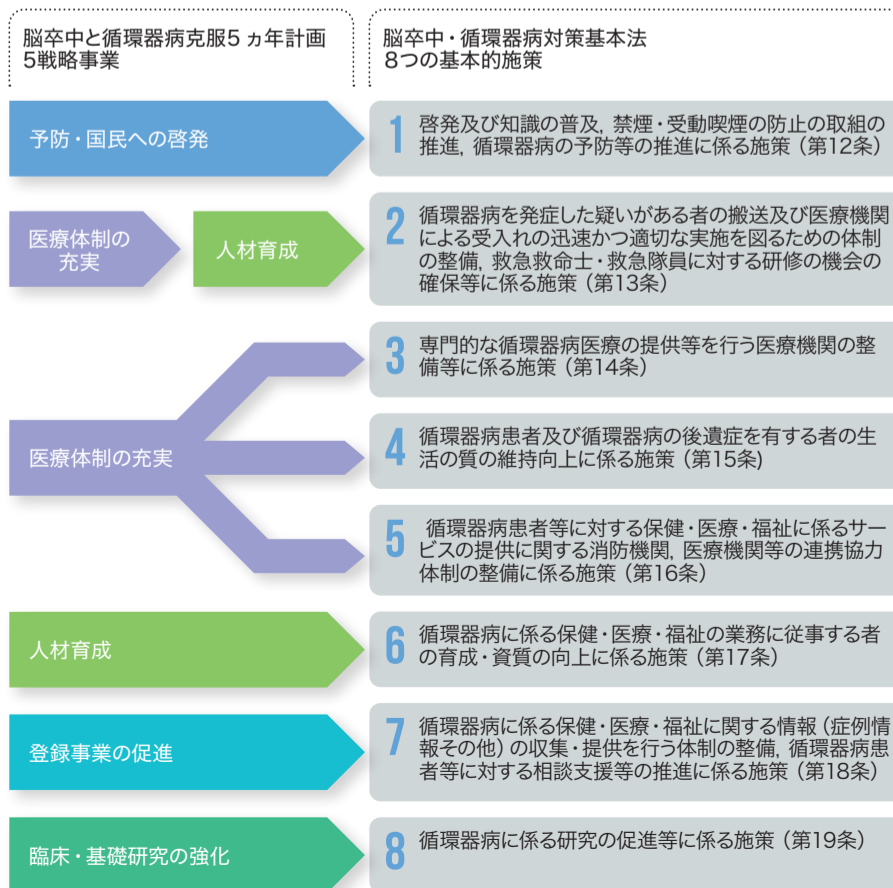 脳卒中と循環器病克服5ヵ年計画
5戦略事業
脳卒中・循環器病対策基本法
8つの基本的施策
予防・国民への啓発
1
啓発及び知識の普及, 禁煙・受動喫煙の防止の取組の
推進, 循環器病の予防等の推進に係る施策（第12条）
医療体制の
充実
人材育成
2
循環器病を発症した疑いがある者の搬送及び医療機関
による受入れの迅速かつ適切な実施を図るための体制
の整備, 救急救命士・救急隊員に対する研修の機会の
確保等に係る施策（第13条）
医療体制の充実
3
専門的な循環器病医療の提供等を行う医療機関の整
備等に係る施策（第14条）
4
循環器病患者及び循環器病の後遺症を有する者の生
活の質の維持向上に係る施策（第15条)
5
循環器病患者等に対する保健・医療・福祉に係るサー
ビスの提供に関する消防機関, 医療機関等の連携協力
体制の整備に係る施策（第16条）
人材育成
6
循環器病に係る保健・医療・福祉の業務に従事する者
の育成・資質の向上に係る施策（第17条）
登録事業の促進
7
循環器病に係る保健・医療・福祉に関する情報（症例情
報その他）の収集・提供を行う体制の整備, 循環器病患
者等に対する相談支援等の推進に係る施策（第18条）
臨床・基礎研究の強化
8
循環器病に係る研究の促進等に係る施策（第19条）